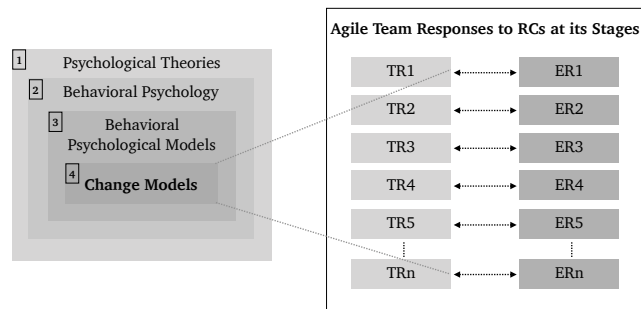 Agile Team Responses to RCs at its Stages
1 Psychological Theories
2 Behavioral Psychology
3 Behavioral
Psychological Models
4 Change Models
TR1 ER1
TR2 ER2
TR3 ER3
TR4 ER4
TR5 ER5
TRn ERn